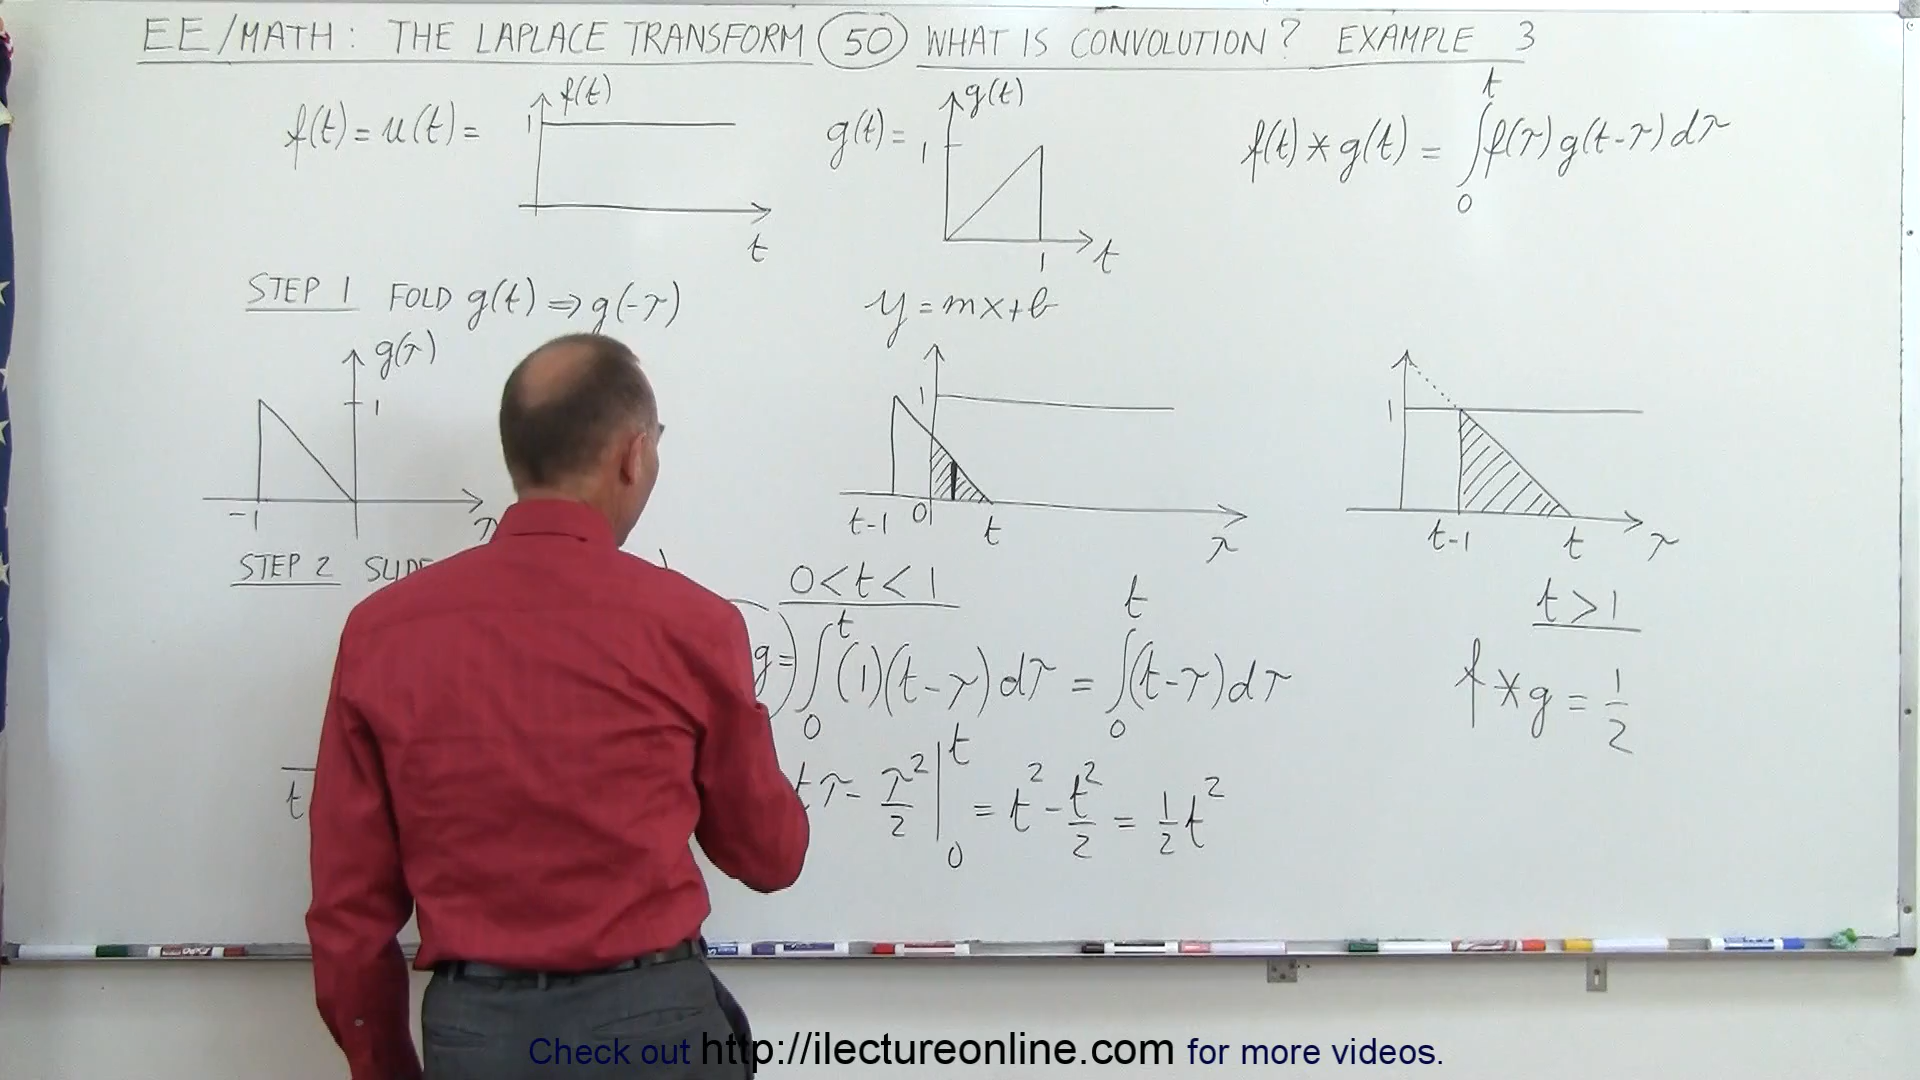 EE/MATH: THE LAPLACE TRANSFORM 50 WHAT IS CONVOLUTION? EXAMPLE 3
f(t) = u(t) =
f(t)
1
t
g(t) =
g(t)
1
1
t
f(t) * g(t) = ∫₀ᵗ f(τ) g(t-τ) dτ
STEP 1 FOLD g(t) ⇒ g(-τ)
g(τ)
1
-1
y = mx + b
1
t-1 0 t
τ
1
t-1 t τ
STEP 2
0 < t < 1
g = ∫₀ᵗ (1)(t-τ) dτ = ∫₀ᵗ (t-τ) dτ
tτ - τ²/2 |₀ᵗ = t² - t²/2 = 1/2 t²
t > 1
f * g = 1/2
t
Check out http://ilectureonline.com for more videos.